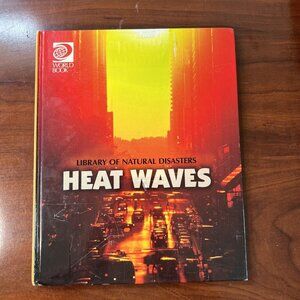 WORLD
BOOK
LIBRARY OF NATURAL DISASTERS
HEAT WAVES